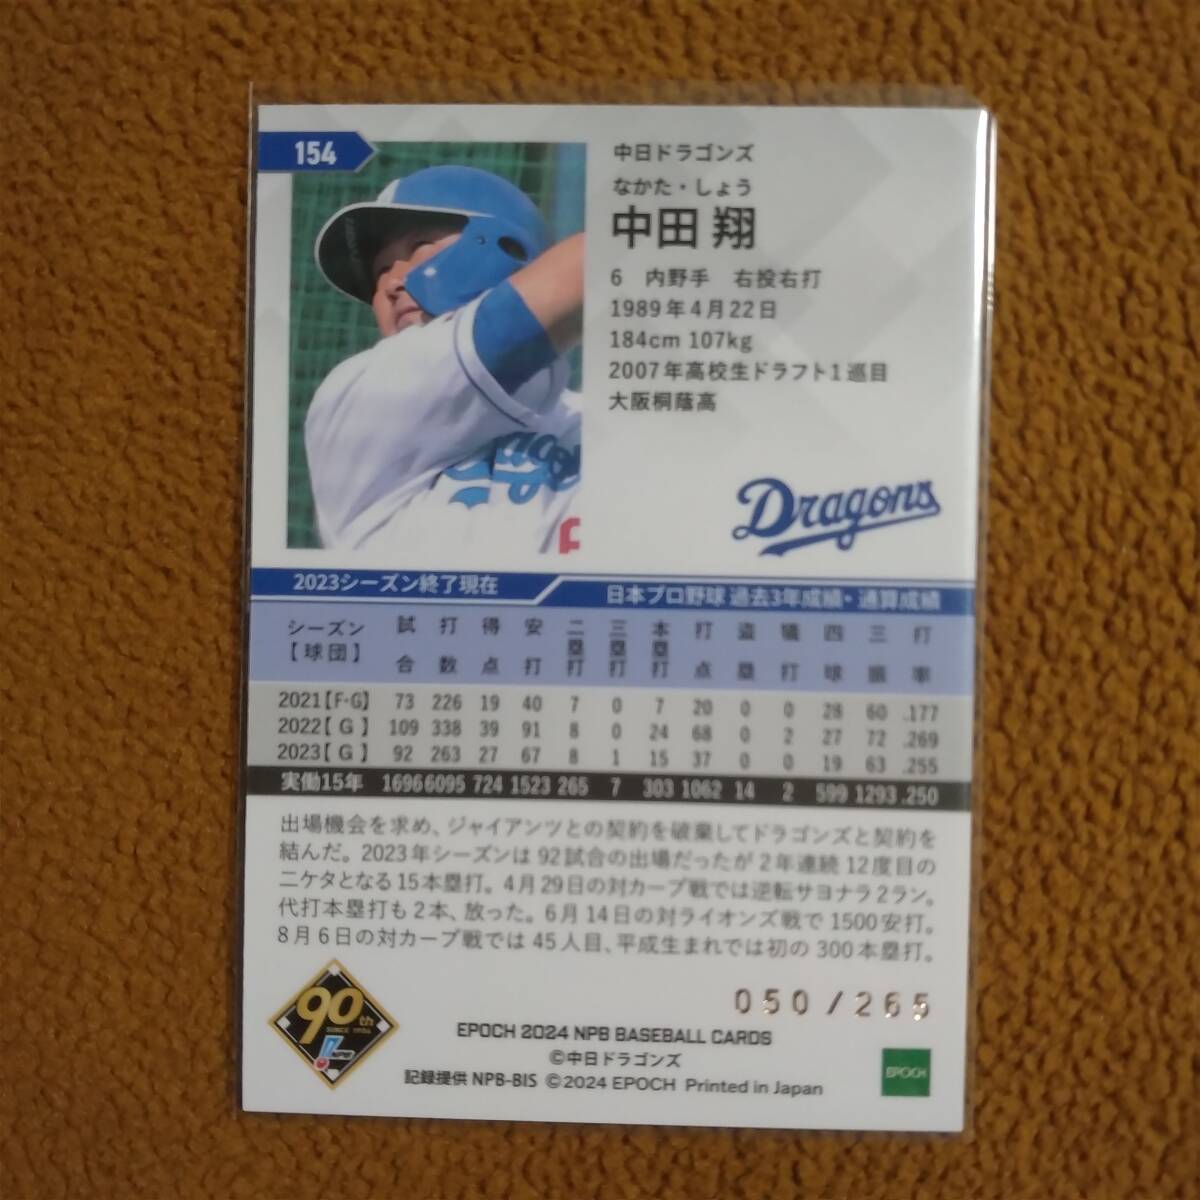 154
中日ドラゴンズ
なかた・しょう
中田 翔
6 内野手 右投右打
1989年4月22日
184cm 107kg
2007年高校生ドラフト1巡目
大阪桐蔭高
Dragons
Dragons
2023シーズン終了現在
日本プロ野球 過去3年成績・通算成績
シーズン【球団】 試合 打数 得点 安打 二塁打 三塁打 本塁打 打点 盗塁 犠打 四球 三振 打率
2021【F・G】 73 226 19 40 7 0 7 20 0 0 28 60 .177
2022【 G 】 109 338 39 91 8 0 24 68 0 2 27 72 .269
2023【 G 】 92 263 27 67 8 1 15 37 0 0 19 63 .255
実働15年 1696 6095 724 1523 265 7 303 1062 14 2 599 1293 .250
出場機会を求め、ジャイアンツとの契約を破棄してドラゴンズと契約を
結んだ。2023年シーズンは92試合の出場だったが2年連続12度目の
二ケタとなる15本塁打。4月29日の対カープ戦では逆転サヨナラ2ラン。
代打本塁打も2本、放った。6月14日の対ライオンズ戦で1500安打。
8月6日の対カープ戦では45人目、平成生まれでは初の300本塁打。
050/265
90th
SINCE 1934
NPB
EPOCH 2024 NPB BASEBALL CARDS
©中日ドラゴンズ
記録提供 NPB-BIS ©2024 EPOCH Printed in Japan
EPOCH